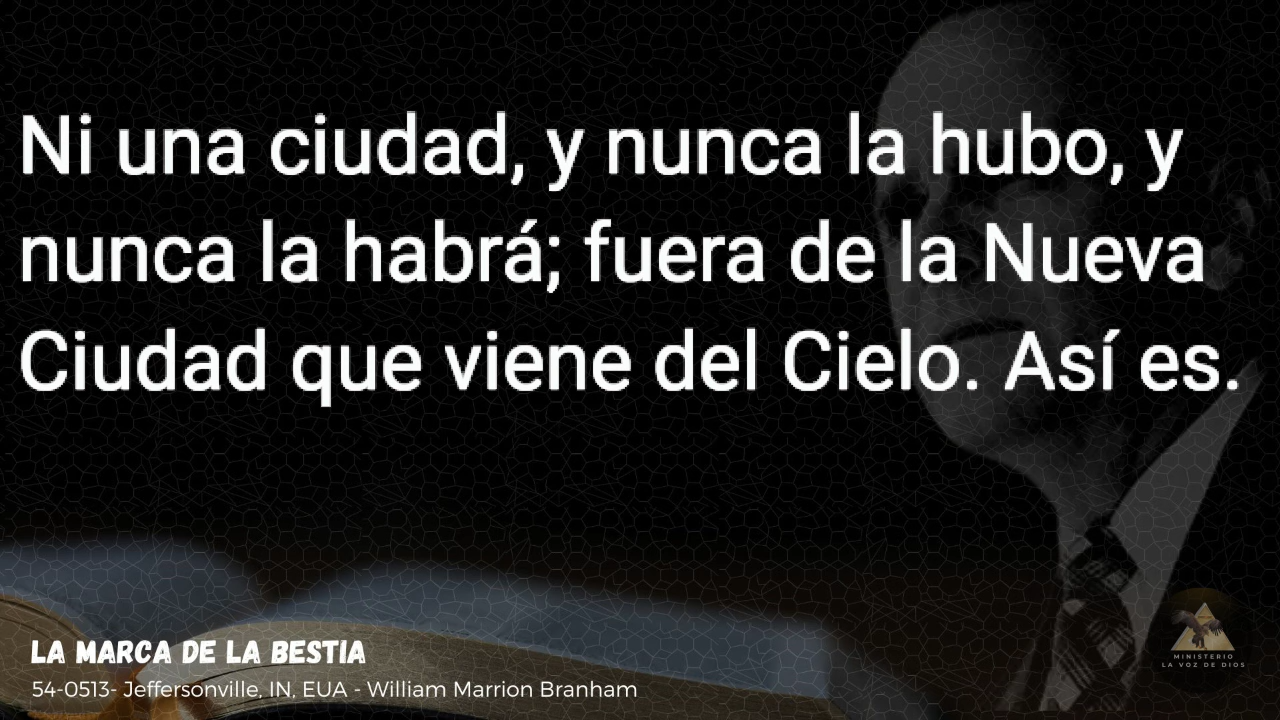 Ni una ciudad, y nunca la hubo, y
nunca la habrá; fuera de la Nueva
Ciudad que viene del Cielo. Así es.
LA MARCA DE LA BESTIA
54-0513- Jeffersonville, IN, EUA - William Marrion Branham
MINISTERIO
LA VOZ DE DIOS